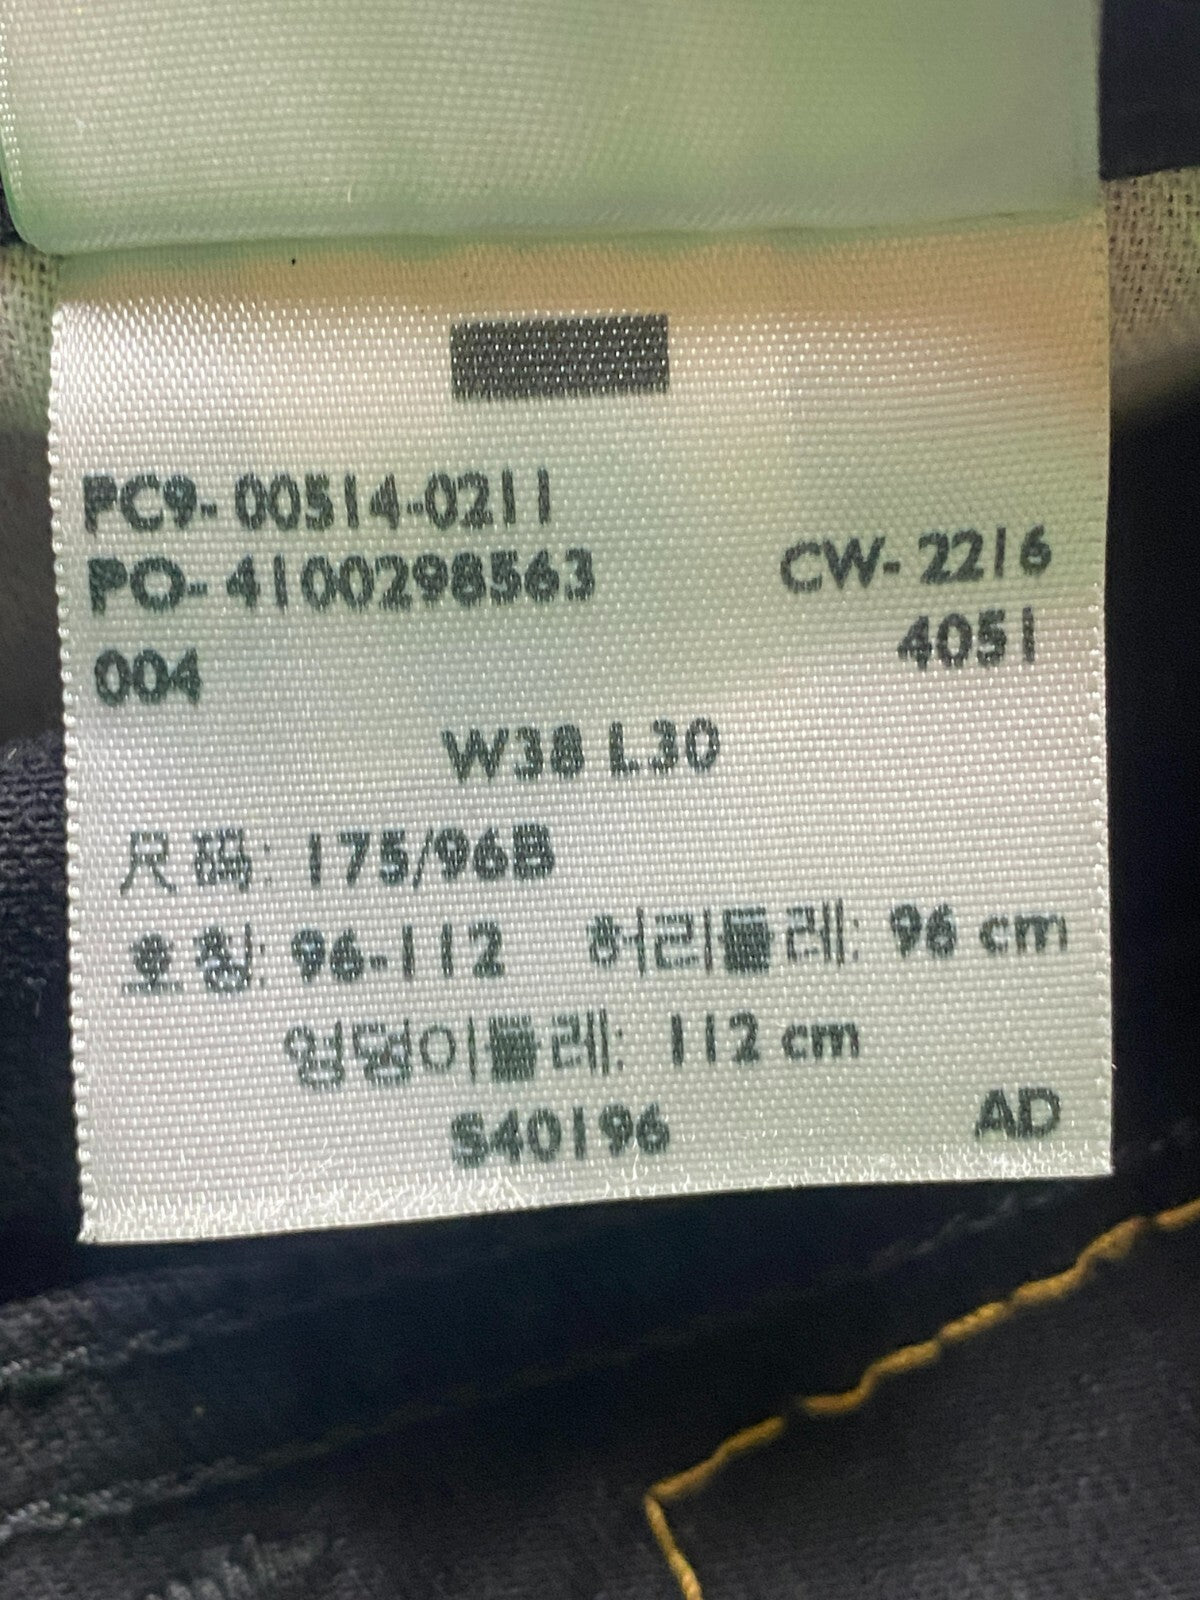 PC9-00514-0211
PO-4100298563 CW-2216
004 4051
W38 L30
尺码: 175/96B
호칭: 96-112 허리둘레: 96 cm
엉덩이둘레: 112 cm
S40196 AD